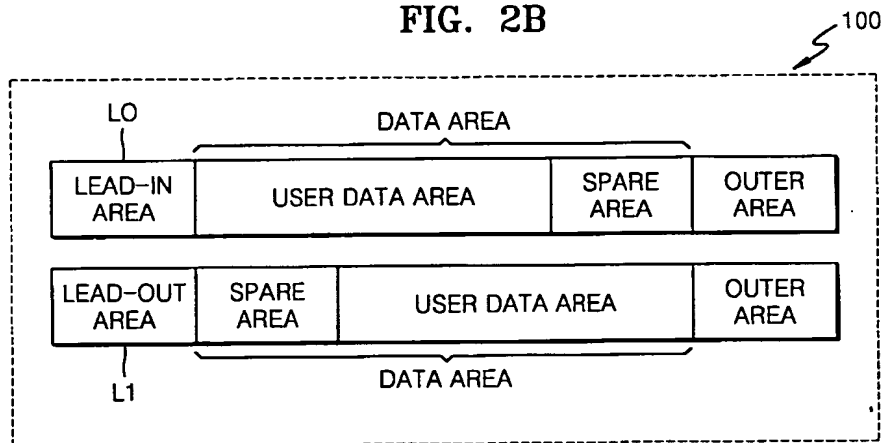 FIG. 2B
100
LO
DATA AREA
LEAD-IN
AREA
USER DATA AREA
SPARE
AREA
OUTER
AREA
LEAD-OUT
AREA
SPARE
AREA
USER DATA AREA
OUTER
AREA
L1
DATA AREA